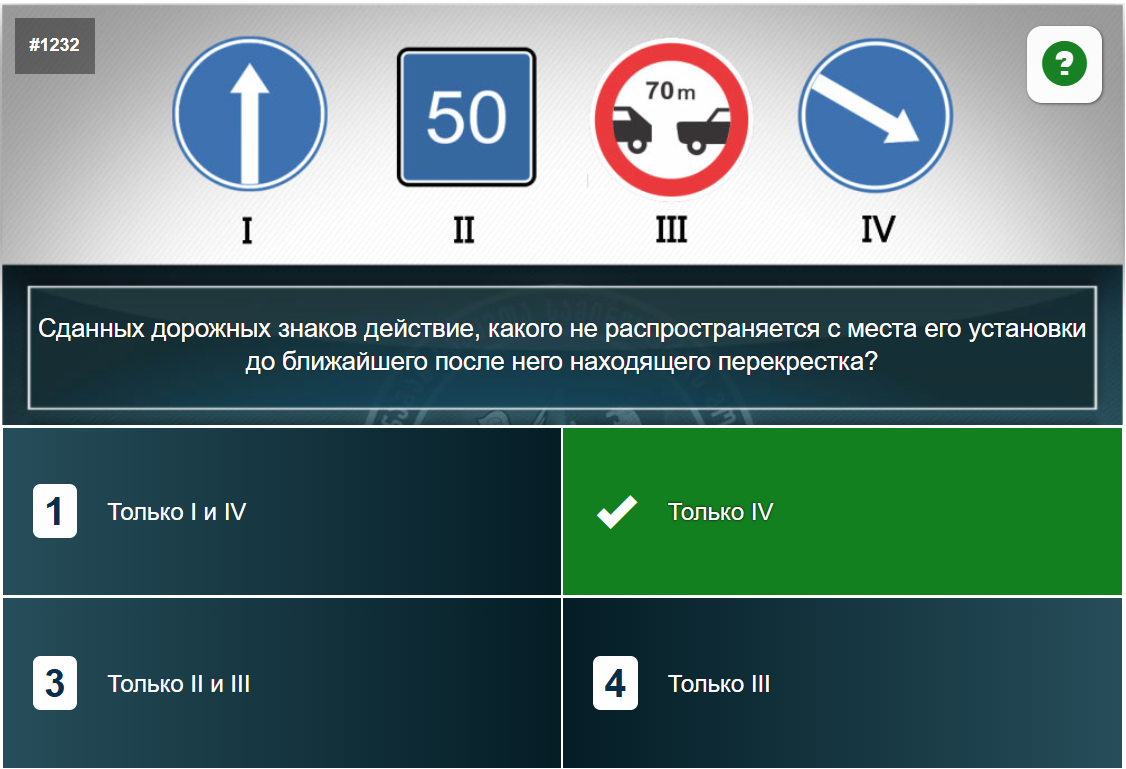 #1232
?
50
70m
I
II
III
IV
Сданных дорожных знаков действие, какого не распространяется с места его установки
до ближайшего после него находящего перекрестка?
1 Только I и IV
Только IV
3 Только II и III
4 Только III